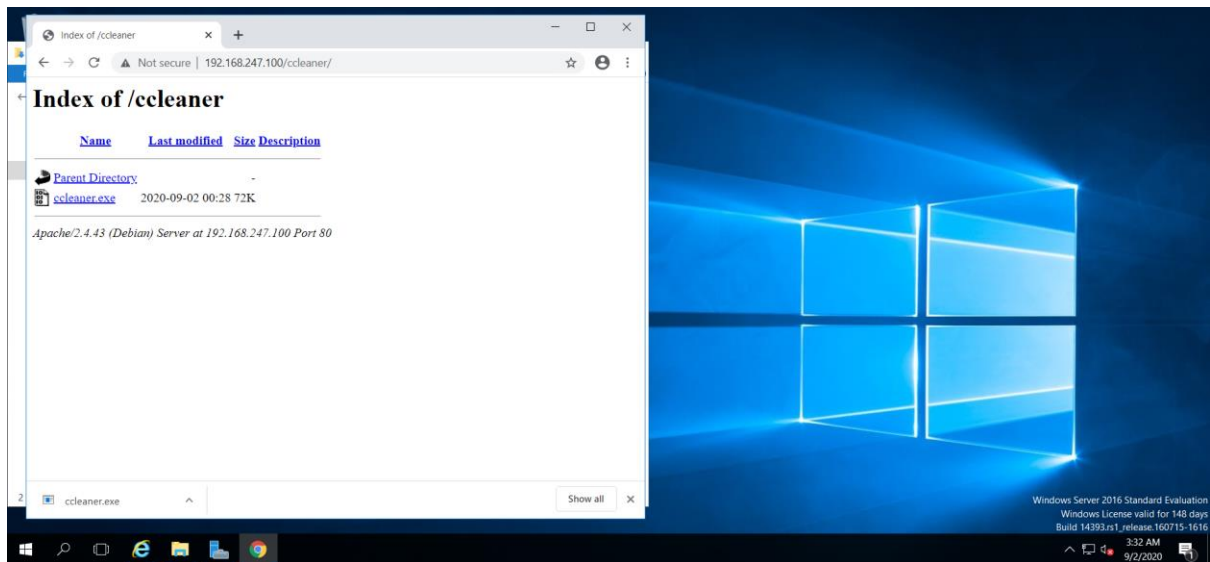 Index of /ccleaner
Not secure | 192.168.247.100/ccleaner/
Index of /ccleaner
Name Last modified Size Description
Parent Directory -
ccleaner.exe 2020-09-02 00:28 72K
Apache/2.4.43 (Debian) Server at 192.168.247.100 Port 80
ccleaner.exe
Show all
2
Windows Server 2016 Standard Evaluation
Windows License valid for 148 days
Build 14393.rs1_release.160715-1616
3:32 AM
9/2/2020
1